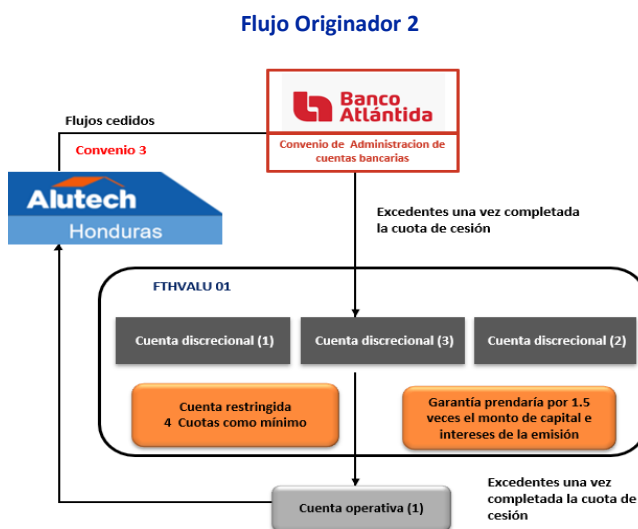 Flujo Originador 2
Banco
Atlántida
Flujos cedidos
Convenio 3
Convenio de Administracion de
cuentas bancarias
Alutech
Honduras
Excedentes una vez completada
la cuota de cesión
FTHVALU 01
Cuenta discrecional (1)
Cuenta discrecional (3)
Cuenta discrecional (2)
Cuenta restringida
4 Cuotas como mínimo
Garantía prendaría por 1.5
veces el monto de capital e
intereses de la emisión
Cuenta operativa (1)
Excedentes una vez
completada la cuota de
cesión